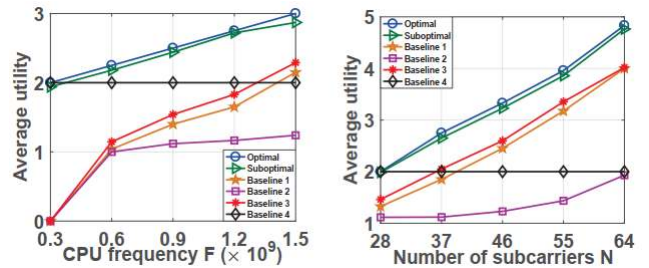 3
2
1
0
Average utility
0.3 0.6 0.9 1.2 1.5
CPU frequency F (× 10⁹)
Optimal
Suboptimal
Baseline 1
Baseline 2
Baseline 3
Baseline 4
5
4
3
2
1
Average utility
28 37 46 55 64
Number of subcarriers N
Optimal
Suboptimal
Baseline 1
Baseline 2
Baseline 3
Baseline 4